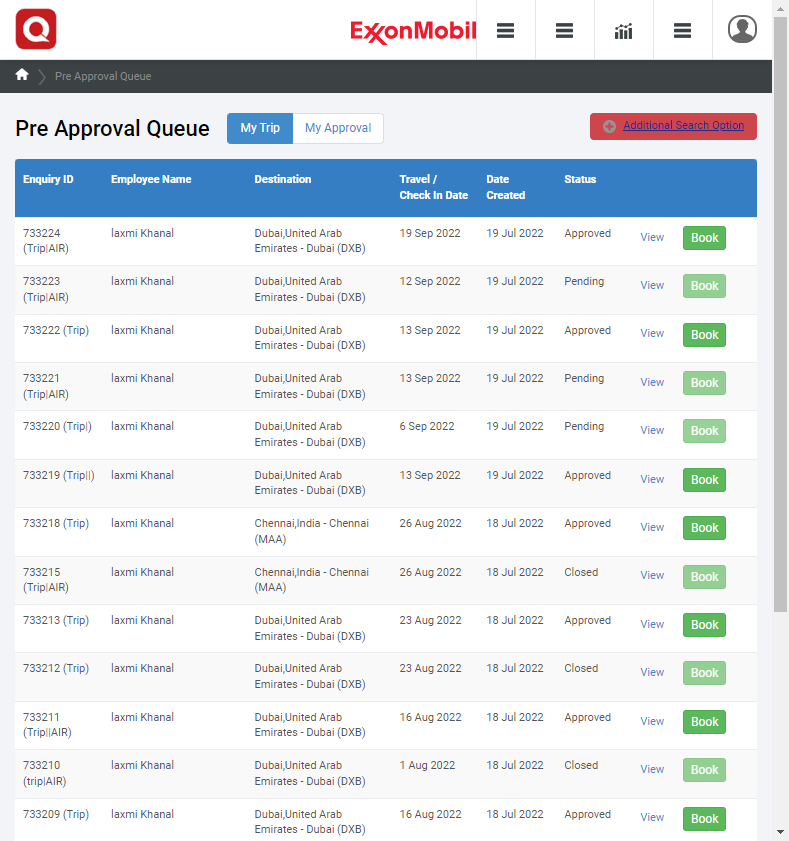 ExxonMobil
Pre Approval Queue
Pre Approval Queue
My Trip
My Approval
Additional Search Option
Enquiry ID Employee Name Destination Travel / Date Status
Check In Date Created
733224 laxmi Khanal Dubai,United Arab 19 Sep 2022 19 Jul 2022 Approved View Book
(Trip|AIR) Emirates - Dubai (DXB)
733223 laxmi Khanal Dubai,United Arab 12 Sep 2022 19 Jul 2022 Pending View Book
(Trip|AIR) Emirates - Dubai (DXB)
733222 (Trip) laxmi Khanal Dubai,United Arab 13 Sep 2022 19 Jul 2022 Approved View Book
Emirates - Dubai (DXB)
733221 laxmi Khanal Dubai,United Arab 13 Sep 2022 19 Jul 2022 Pending View Book
(Trip|AIR) Emirates - Dubai (DXB)
733220 (Trip|) laxmi Khanal Dubai,United Arab 6 Sep 2022 19 Jul 2022 Pending View Book
Emirates - Dubai (DXB)
733219 (Trip||) laxmi Khanal Dubai,United Arab 13 Sep 2022 19 Jul 2022 Approved View Book
Emirates - Dubai (DXB)
733218 (Trip) laxmi Khanal Chennai,India - Chennai 26 Aug 2022 18 Jul 2022 Approved View Book
(MAA)
733215 laxmi Khanal Chennai,India - Chennai 26 Aug 2022 18 Jul 2022 Closed View Book
(Trip|AIR) (MAA)
733213 (Trip) laxmi Khanal Dubai,United Arab 23 Aug 2022 18 Jul 2022 Approved View Book
Emirates - Dubai (DXB)
733212 (Trip) laxmi Khanal Dubai,United Arab 23 Aug 2022 18 Jul 2022 Closed View Book
Emirates - Dubai (DXB)
733211 laxmi Khanal Dubai,United Arab 16 Aug 2022 18 Jul 2022 Approved View Book
(Trip||AIR) Emirates - Dubai (DXB)
733210 laxmi Khanal Dubai,United Arab 1 Aug 2022 18 Jul 2022 Closed View Book
(trip|AIR) Emirates - Dubai (DXB)
733209 (Trip) laxmi Khanal Dubai,United Arab 16 Aug 2022 18 Jul 2022 Approved View Book
Emirates - Dubai (DXB)